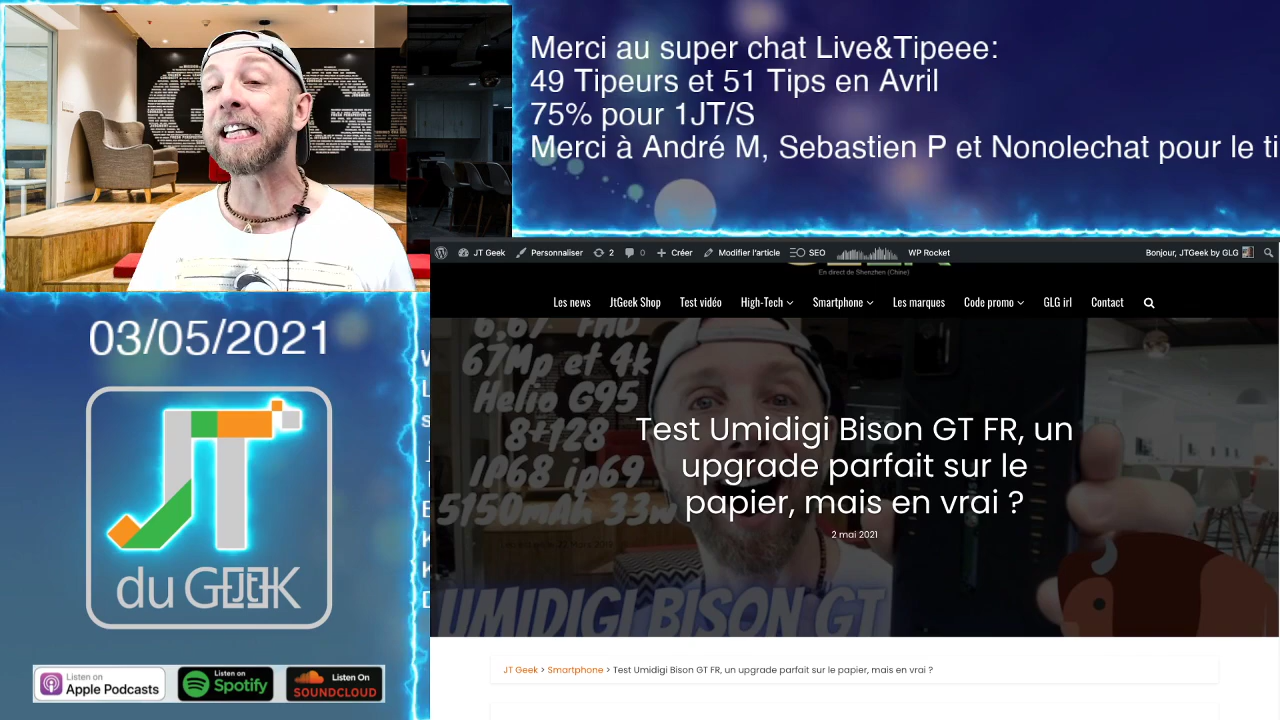 Merci au super chat Live&Tipeee:
49 Tipeurs et 51 Tips en Avril
75% pour 1JT/S
Merci à André M, Sebastien P et Nonolechat pour le ti
JT Geek
Personnaliser
2
0
Créer
Modifier l'article
SEO
WP Rocket
Bonjour, JTGeek by GLG
En direct de Shenzhen (Chine)
Les news
JtGeek Shop
Test vidéo
High-Tech
Smartphone
Les marques
Code promo
GLG irl
Contact
03/05/2021
JT
du GEEK
Listen on
Apple Podcasts
Listen on
Spotify
Listen On
SOUNDCLOUD
6.67" FHD
67Mp et 4k
Helio G95
8+128
IP68 ip69
5150mAh 33w
UMIDIGI BISON GT
Test Umidigi Bison GT FR, un
upgrade parfait sur le
papier, mais en vrai ?
2 mai 2021
JT Geek > Smartphone > Test Umidigi Bison GT FR, un upgrade parfait sur le papier, mais en vrai ?